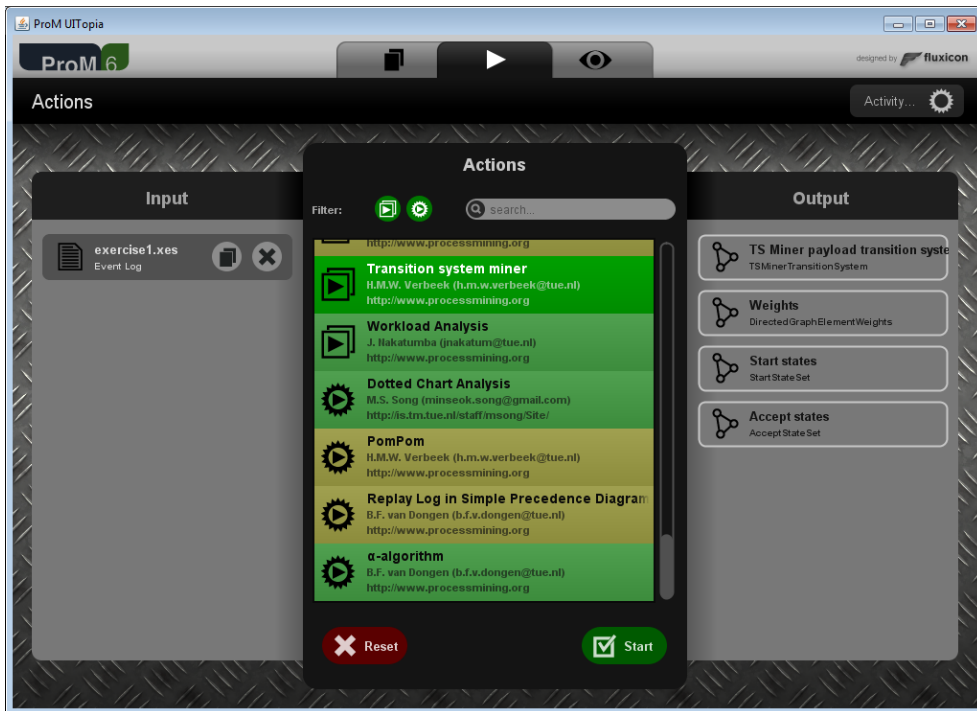 ProM UITopia
ProM 6
designed by fluxicon
Actions
Activity...
Input
exercise1.xes
Event Log
Actions
Filter:
search...
http://www.processmining.org
Transition system miner
H.M.W. Verbeek (h.m.w.verbeek@tue.nl)
http://www.processmining.org
Workload Analysis
J. Nakatumba (jnakatum@tue.nl)
http://www.processmining.org
Dotted Chart Analysis
M.S. Song (minseok.song@gmail.com)
http://is.tm.tue.nl/staff/msong/Site/
PomPom
H.M.W. Verbeek (h.m.w.verbeek@tue.nl)
http://www.processmining.org
Replay Log in Simple Precedence Diagram
B.F. van Dongen (b.f.v.dongen@tue.nl)
http://www.processmining.org
α-algorithm
B.F. van Dongen (b.f.v.dongen@tue.nl)
http://www.processmining.org
Reset
Start
Output
TS Miner payload transition syste
TSMinerTransitionSystem
Weights
DirectedGraphElementWeights
Start states
StartStateSet
Accept states
AcceptStateSet